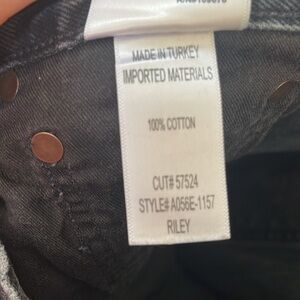 MADE IN TURKEY
IMPORTED MATERIALS
100% COTTON
CUT# 57524
STYLE# A056E-1157
RILEY